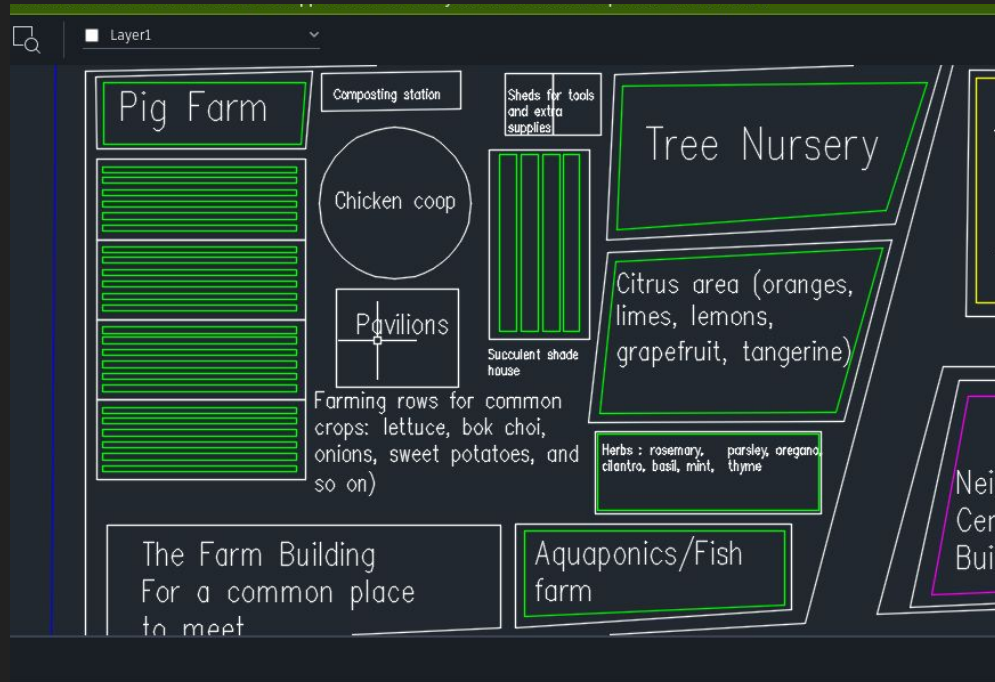 Layer1
Pig Farm
Composting station
Sheds for tools
and extra
supplies
Tree Nursery
Chicken coop
Citrus area (oranges,
limes, lemons,
grapefruit, tangerine)
Pavilions
Succulent shade
house
Farming rows for common
crops: lettuce, bok choi,
onions, sweet potatoes, and
so on)
Herbs : rosemary, parsley, oregano,
cilantro, basil, mint, thyme
The Farm Building
For a common place
to meet
Aquaponics/Fish
farm
Nei
Cer
Bui